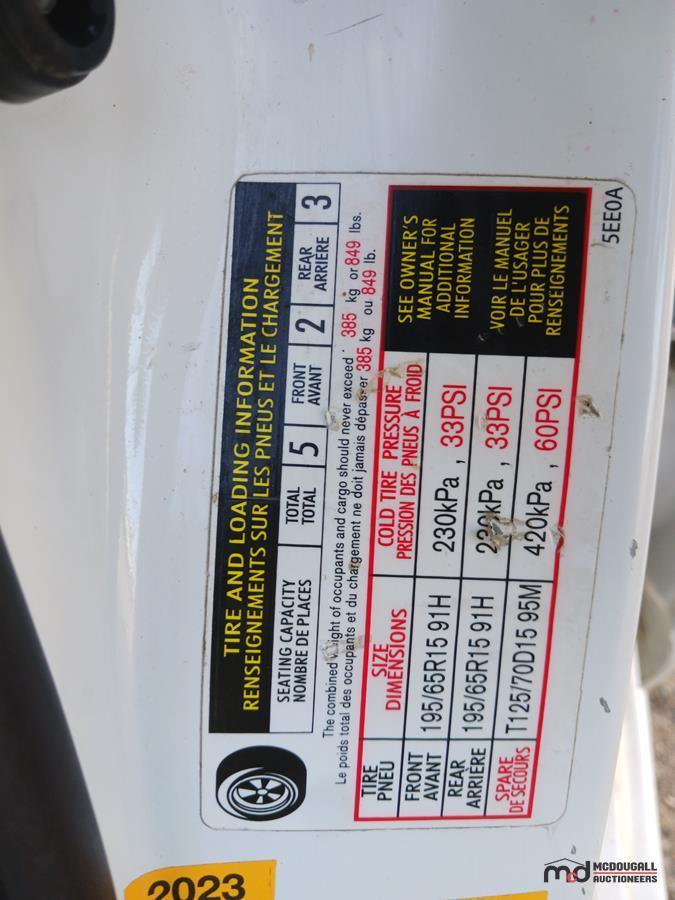 TIRE AND LOADING INFORMATION
RENSEIGNEMENTS SUR LES PNEUS ET LE CHARGEMENT
SEATING CAPACITY TOTAL 5 FRONT 2 REAR 3
NOMBRE DE PLACES TOTAL AVANT ARRIÈRE
The combined weight of occupants and cargo should never exceed 385 kg or 849 lbs.
Le poids total des occupants et du chargement ne doit jamais dépasser 385 kg ou 849 lb.
TIRE SIZE COLD TIRE PRESSURE
PNEU DIMENSIONS PRESSION DES PNEUS À FROID
FRONT 195/65R15 91H 230kPa , 33PSI
AVANT
REAR 195/65R15 91H 230kPa , 33PSI
ARRIÈRE
SPARE T125/70D15 95M 420kPa , 60PSI
DE SECOURS
SEE OWNER'S
MANUAL FOR
ADDITIONAL
INFORMATION
VOIR LE MANUEL
DE L'USAGER
POUR PLUS DE
RENSEIGNEMENTS
5EE0A
2023
md MCDOUGALL
AUCTIONEERS